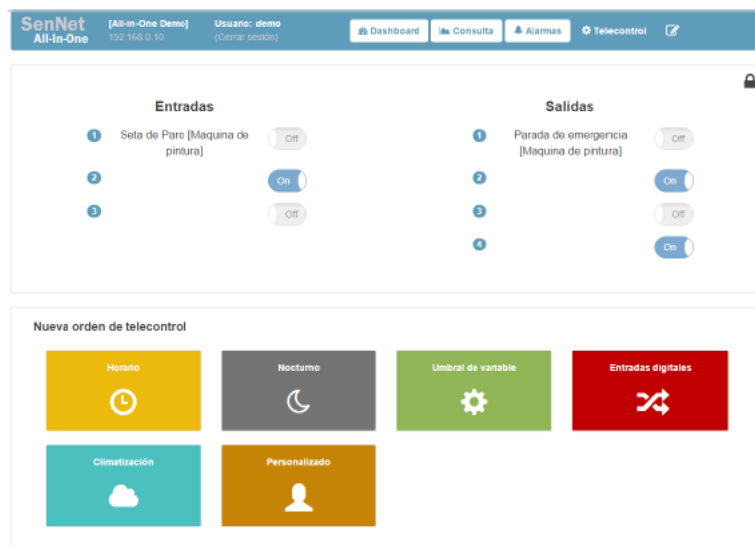 SenNet
All-In-One
[All-in-One Demo]
192.168.0.10
Usuario: demo
(Cerrar sesión)
Dashboard
Consulta
Alarmas
Telecontrol
Entradas
1 Seta de Paro [Maquina de
pintura]
Off
2 On
3 Off
Salidas
1 Parada de emergencia
[Maquina de pintura]
Off
2 On
3 Off
4 On
Nueva orden de telecontrol
Horario
Nocturno
Umbral de variable
Entradas digitales
Climatización
Personalizado